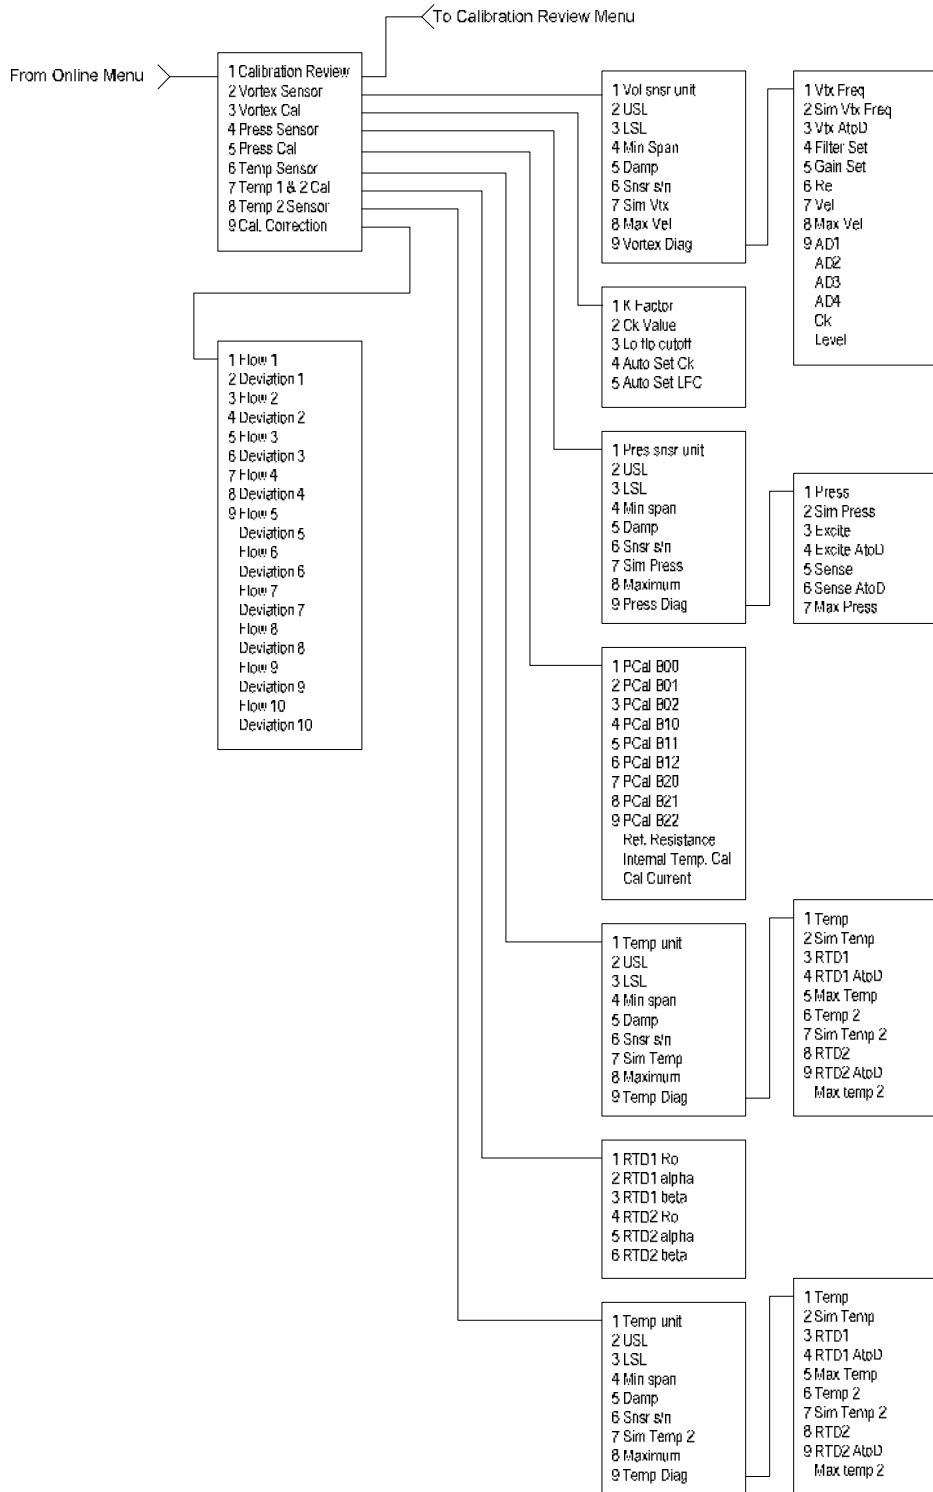 To Calibration Review Menu
From Online Menu
1 Calibration Review
2 Vortex Sensor
3 Vortex Cal
4 Press Sensor
5 Press Cal
6 Temp Sensor
7 Temp 1 & 2 Cal
8 Temp 2 Sensor
9 Cal. Correction
1 Flow 1
2 Deviation 1
3 Flow 2
4 Deviation 2
5 Flow 3
6 Deviation 3
7 Flow 4
8 Deviation 4
9 Flow 5
Deviation 5
Flow 6
Deviation 6
Flow 7
Deviation 7
Flow 8
Deviation 8
Flow 9
Deviation 9
Flow 10
Deviation 10
1 Vol snsr unit
2 USL
3 LSL
4 Min Span
5 Damp
6 Snsr s/n
7 Sim Vtx
8 Max Vel
9 Vortex Diag
1 Vtx Freq
2 Sim Vtx Freq
3 Vtx AtoD
4 Filter Set
5 Gain Set
6 Re
7 Vel
8 Max Vel
9 AD1
AD2
AD3
AD4
Ck
Level
1 K Factor
2 Ck Value
3 Lo flo cutoff
4 Auto Set Ck
5 Auto Set LFC
1 Pres snsr unit
2 USL
3 LSL
4 Min span
5 Damp
6 Snsr s/n
7 Sim Press
8 Maximum
9 Press Diag
1 Press
2 Sim Press
3 Excite
4 Excite AtoD
5 Sense
6 Sense AtoD
7 Max Press
1 PCal B00
2 PCal B01
3 PCal B02
4 PCal B10
5 PCal B11
6 PCal B12
7 PCal B20
8 PCal B21
9 PCal B22
Ref. Resistance
Internal Temp. Cal
Cal Current
1 Temp unit
2 USL
3 LSL
4 Min span
5 Damp
6 Snsr s/n
7 Sim Temp
8 Maximum
9 Temp Diag
1 Temp
2 Sim Temp
3 RTD1
4 RTD1 AtoD
5 Max Temp
6 Temp 2
7 Sim Temp 2
8 RTD2
9 RTD2 AtoD
Max temp 2
1 RTD1 Ro
2 RTD1 alpha
3 RTD1 beta
4 RTD2 Ro
5 RTD2 alpha
6 RTD2 beta
1 Temp unit
2 USL
3 LSL
4 Min span
5 Damp
6 Snsr s/n
7 Sim Temp 2
8 Maximum
9 Temp Diag
1 Temp
2 Sim Temp
3 RTD1
4 RTD1 AtoD
5 Max Temp
6 Temp 2
7 Sim Temp 2
8 RTD2
9 RTD2 AtoD
Max temp 2